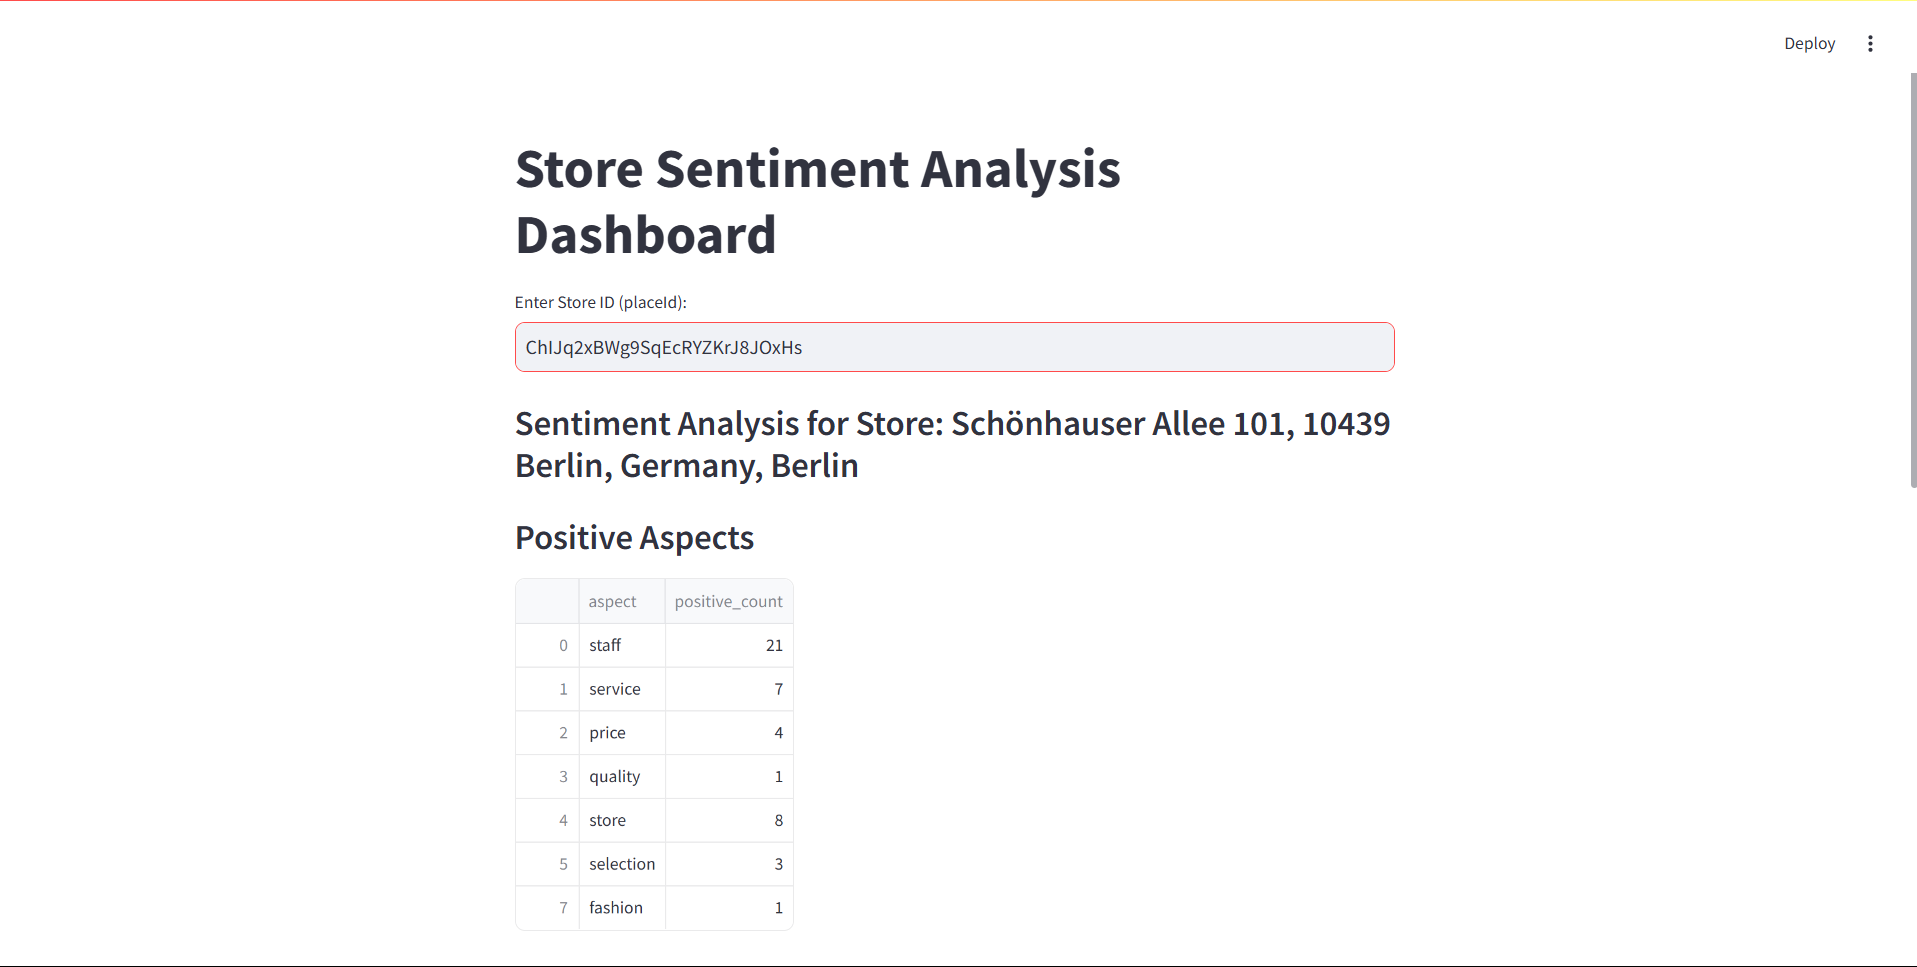 Deploy
Store Sentiment Analysis
Dashboard
Enter Store ID (placeId):
ChIJq2xBWg9SqEcRYZKrJ8JOxHs
Sentiment Analysis for Store: Schönhauser Allee 101, 10439
Berlin, Germany, Berlin
Positive Aspects
aspect positive_count
0 staff 21
1 service 7
2 price 4
3 quality 1
4 store 8
5 selection 3
7 fashion 1